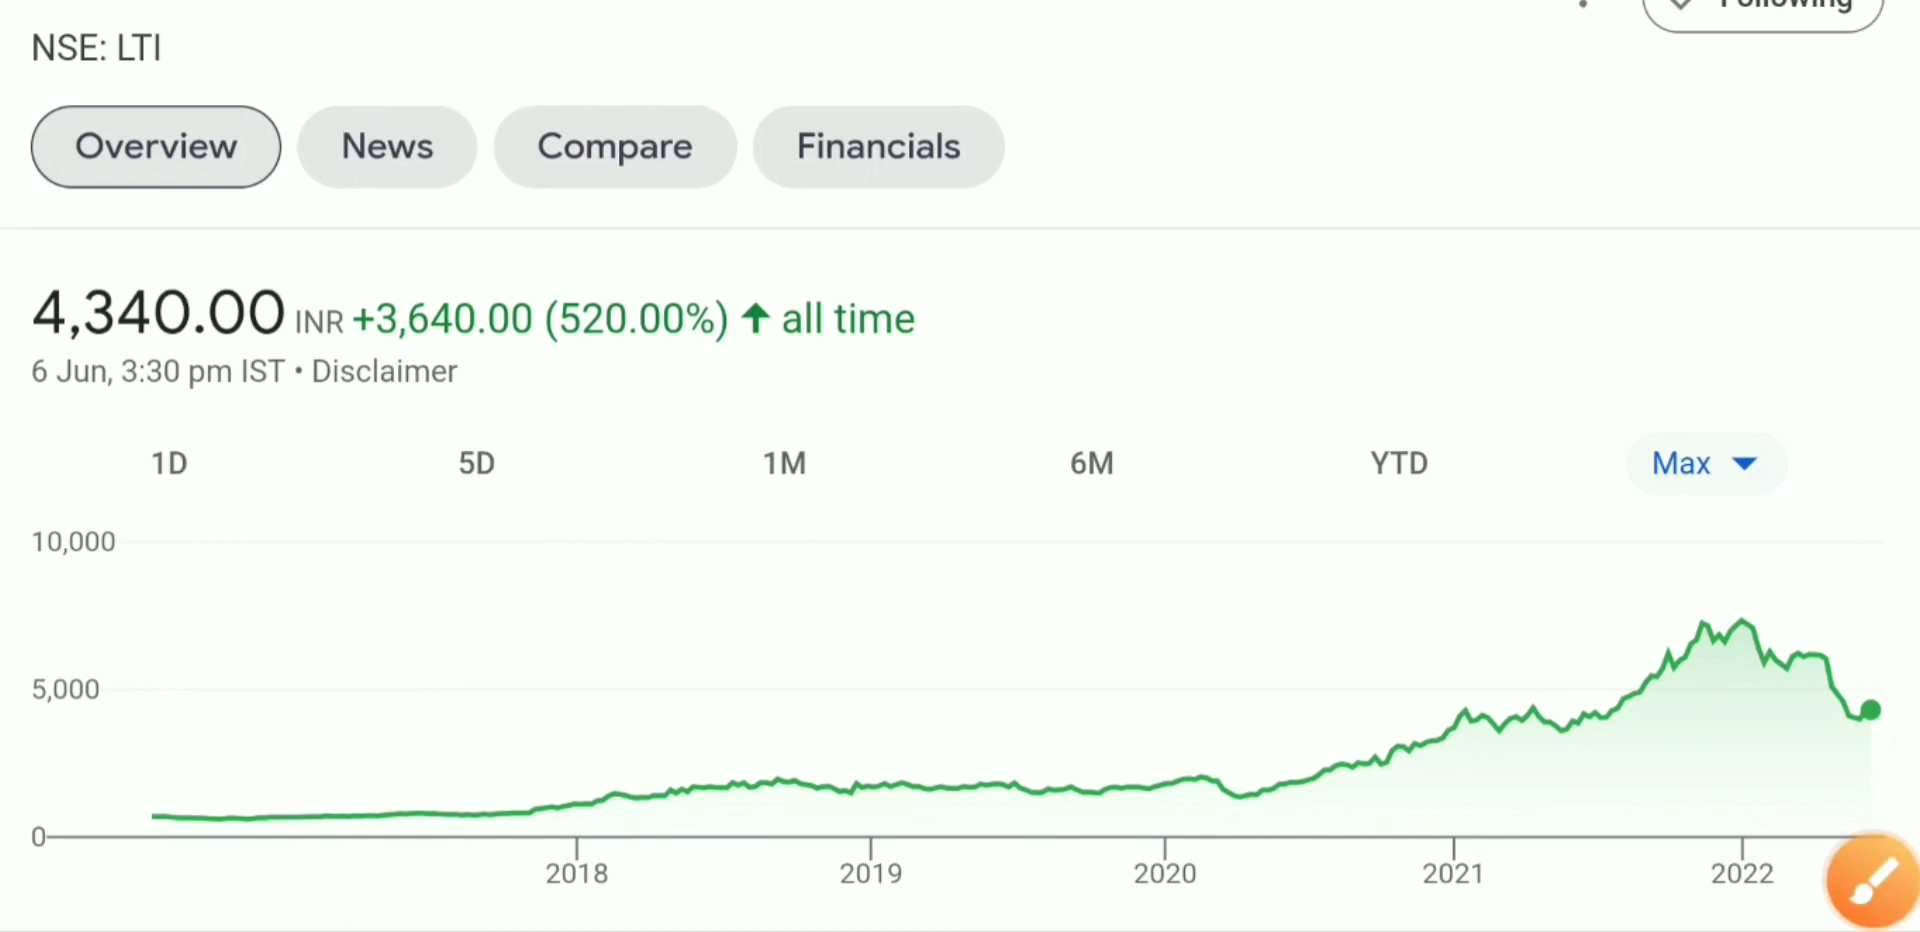 Following
NSE: LTI
Overview News Compare Financials
4,340.00 INR +3,640.00 (520.00%) ↑ all time
6 Jun, 3:30 pm IST • Disclaimer
1D 5D 1M 6M YTD Max
10,000
5,000
0
2018 2019 2020 2021 2022